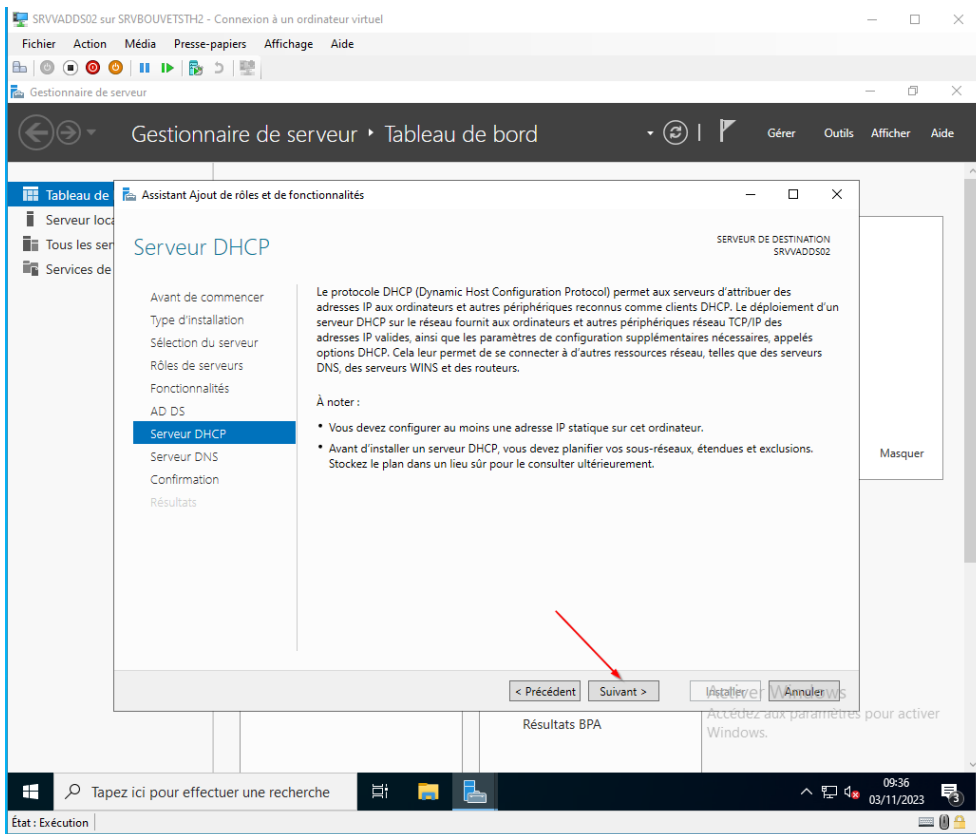 SRVVADDS02 sur SRVBOUVETSTH2 - Connexion à un ordinateur virtuel
Fichier Action Média Presse-papiers Affichage Aide
Gestionnaire de serveur
Gestionnaire de serveur • Tableau de bord
Gérer Outils Afficher Aide
Tableau de
Serveur loca
Tous les ser
Services de
Assistant Ajout de rôles et de fonctionnalités
Serveur DHCP
SERVEUR DE DESTINATION
SRVVADDS02
Avant de commencer
Type d'installation
Sélection du serveur
Rôles de serveurs
Fonctionnalités
AD DS
Serveur DHCP
Serveur DNS
Confirmation
Résultats
Le protocole DHCP (Dynamic Host Configuration Protocol) permet aux serveurs d'attribuer des
adresses IP aux ordinateurs et autres périphériques reconnus comme clients DHCP. Le déploiement d'un
serveur DHCP sur le réseau fournit aux ordinateurs et autres périphériques réseau TCP/IP des
adresses IP valides, ainsi que les paramètres de configuration supplémentaires nécessaires, appelés
options DHCP. Cela leur permet de se connecter à d'autres ressources réseau, telles que des serveurs
DNS, des serveurs WINS et des routeurs.
À noter :
• Vous devez configurer au moins une adresse IP statique sur cet ordinateur.
• Avant d'installer un serveur DHCP, vous devez planifier vos sous-réseaux, étendues et exclusions.
Stockez le plan dans un lieu sûr pour le consulter ultérieurement.
Masquer
< Précédent Suivant > Installer Annuler
Activer Windows
Accédez aux paramètres pour activer
Windows.
Résultats BPA
Tapez ici pour effectuer une recherche
09:36
03/11/2023
3
État : Exécution